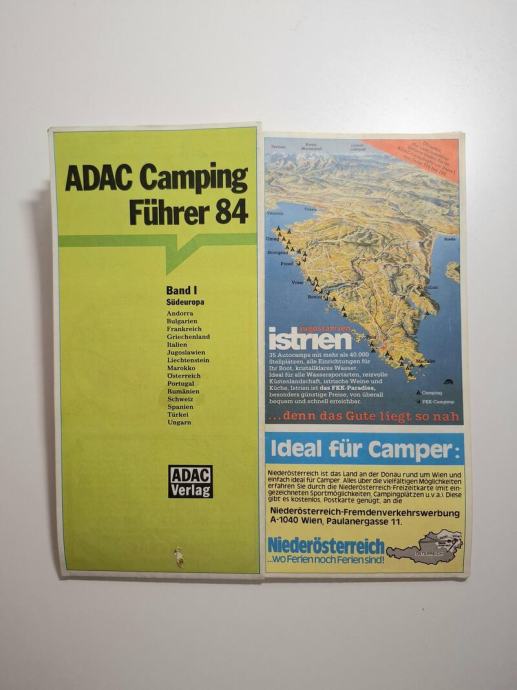 ADAC Camping
Führer 84
Band I
Südeuropa
Andorra
Bulgarien
Frankreich
Griechenland
Italien
Jugoslawien
Liechtenstein
Marokko
Österreich
Portugal
Rumänien
Schweiz
Spanien
Türkei
Ungarn
ADAC
Verlag
jugoslawien
istrien
35 Autocamps mit mehr als 40.000
Stellplätzen, alle Einrichtungen für
Ihr Boot, kristallklares Wasser.
Ideal für alle Wassersportarten, reizvolle
Küstenlandschaft, istrische Weine und
Küche, Istrien ist das FKK-Paradies,
besonders günstige Preise, von überall
bequem und schnell erreichbar.
Camping
FKK-Camping
...denn das Gute liegt so nah
Ideal für Camper:
Niederösterreich ist das Land an der Donau rund um Wien und
einfach ideal für Camper. Alles über die vielfältigen Möglichkeiten
erfahren Sie durch die Niederösterreich-Freizeitkarte (mit ein-
gezeichneten Sportmöglichkeiten, Campingplätzen u.v.a.). Diese
gibt es kostenlos. Postkarte genügt, an die
Niederösterreich-Fremdenverkehrswerbung
A-1040 Wien, Paulanergasse 11.
Niederösterreich
...wo Ferien noch Ferien sind!